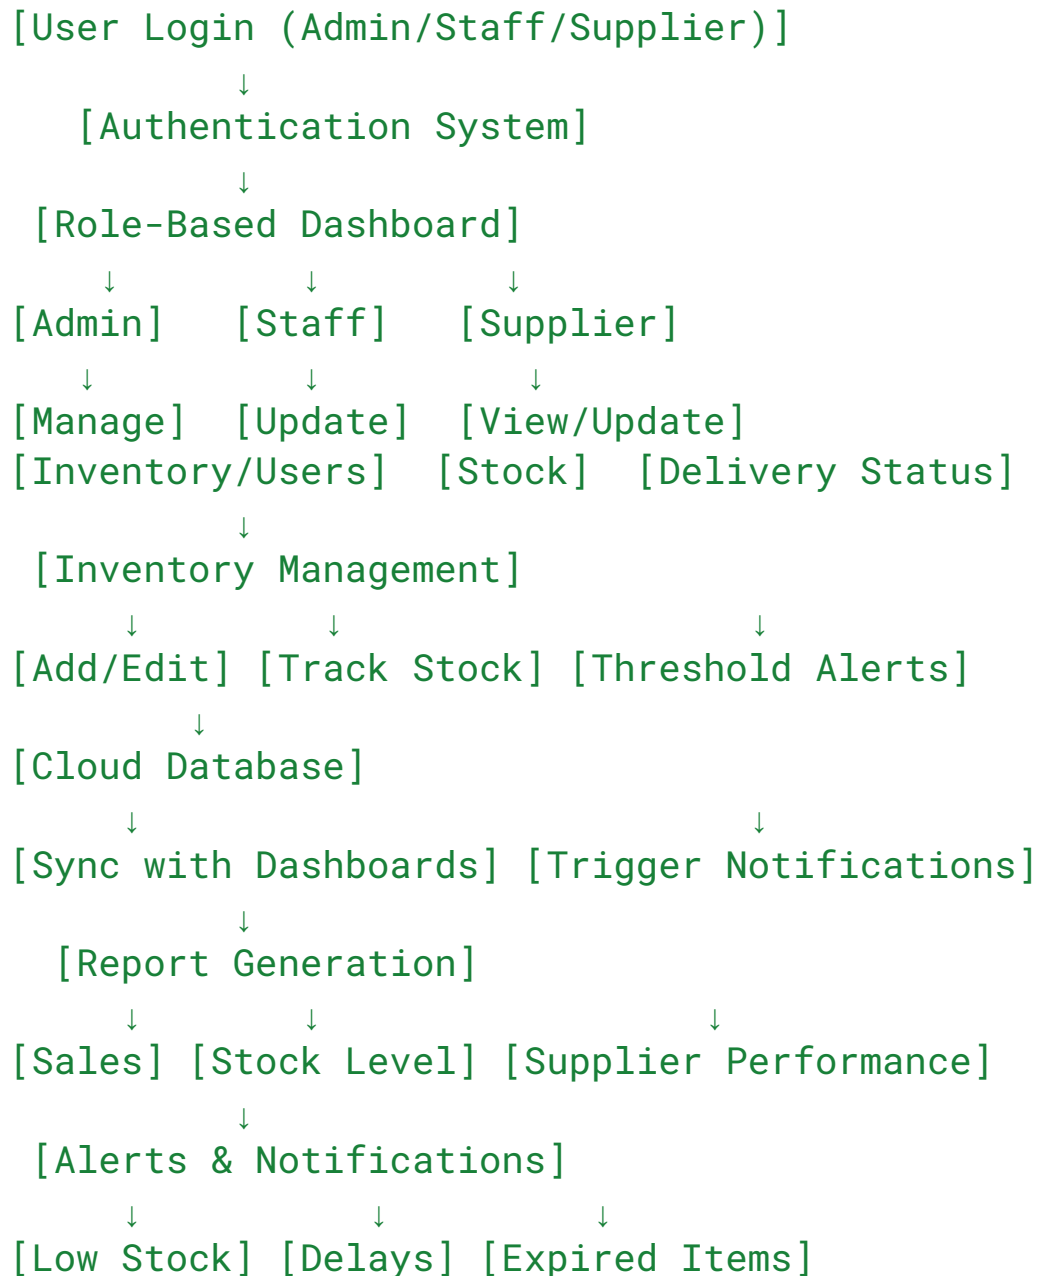 [User Login (Admin/Staff/Supplier)]
↓
[Authentication System]
↓
[Role-Based Dashboard]
↓ ↓ ↓
[Admin] [Staff] [Supplier]
↓ ↓ ↓
[Manage] [Update] [View/Update]
[Inventory/Users] [Stock] [Delivery Status]
↓
[Inventory Management]
↓ ↓ ↓
[Add/Edit] [Track Stock] [Threshold Alerts]
↓
[Cloud Database]
↓ ↓
[Sync with Dashboards] [Trigger Notifications]
↓
[Report Generation]
↓ ↓ ↓
[Sales] [Stock Level] [Supplier Performance]
↓
[Alerts & Notifications]
↓ ↓ ↓
[Low Stock] [Delays] [Expired Items]